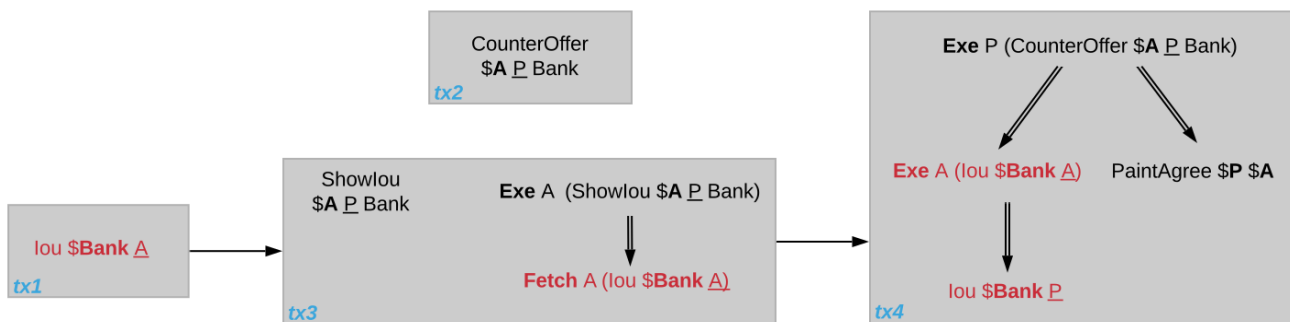 CounterOffer
$A P Bank
tx2
Exe P (CounterOffer $A P Bank)
Exe A (Iou $Bank A)
PaintAgree $P $A
Iou $Bank P
tx4
ShowIou
$A P Bank
Exe A (ShowIou $A P Bank)
Fetch A (Iou $Bank A)
tx3
Iou $Bank A
tx1